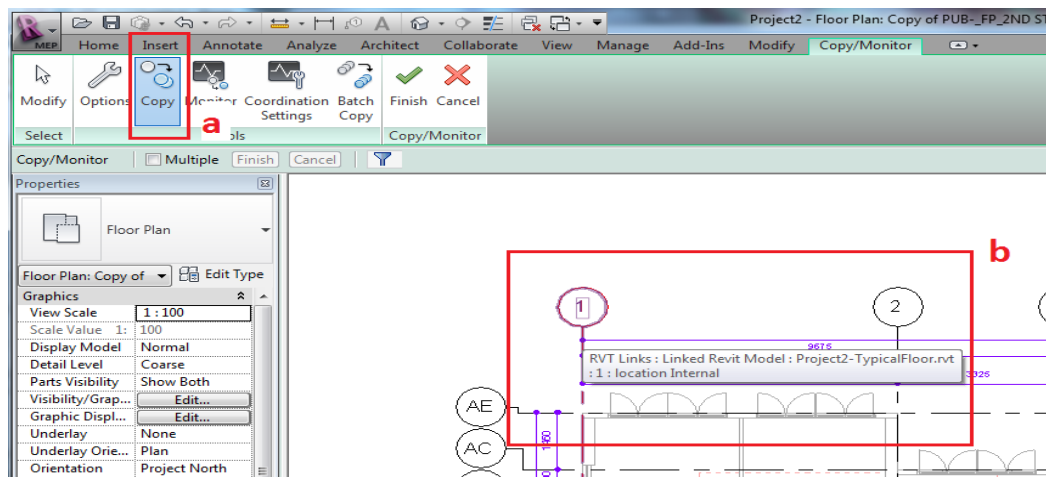 Project2 - Floor Plan: Copy of PUB-_FP_2ND ST
MEP Home Insert Annotate Analyze Architect Collaborate View Manage Add-Ins Modify Copy/Monitor
Modify Options Copy Monitor Coordination Settings Batch Copy Finish Cancel
a
Select ols Copy/Monitor
Copy/Monitor Multiple Finish Cancel
Properties
Floor Plan
b
Floor Plan: Copy of Edit Type
Graphics
View Scale 1 : 100
Scale Value 1: 100
Display Model Normal
Detail Level Coarse
Parts Visibility Show Both
Visibility/Grap... Edit...
Graphic Displ... Edit...
Underlay None
Underlay Orie... Plan
Orientation Project North
1 2
9675
RVT Links : Linked Revit Model : Project2-TypicalFloor.rvt
: 1 : location Internal
3325
AE
AC